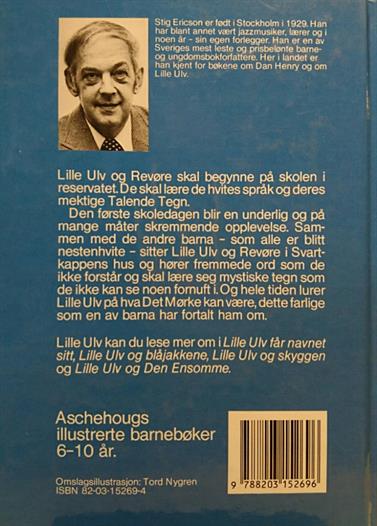 Stig Ericson er født i Stockholm i 1929. Han
har blant annet vært jazzmusiker, lærer og i
noen år – sin egen forlegger. Han er en av
Sveriges mest leste og prisbelønte barne-
og ungdomsbokforfattere. Her i landet er
han kjent for bøkene om Dan Henry og om
Lille Ulv.
Lille Ulv og Revøre skal begynne på skolen i
reservatet. De skal lære de hvites språk og deres
mektige Talende Tegn.
Den første skoledagen blir en underlig og på
mange måter skremmende opplevelse. Sam-
men med de andre barna – som alle er blitt
nestenhvite – sitter Lille Ulv og Revøre i Svart-
kappens hus og hører fremmede ord som de
ikke forstår og skal lære seg mystiske tegn som
de ikke kan se noen fornuft i. Og hele tiden lurer
Lille Ulv på hva Det Mørke kan være, dette farlige
som en av barna har fortalt ham om.
Lille Ulv kan du lese mer om i Lille Ulv får navnet
sitt, Lille Ulv og blåjakkene, Lille Ulv og skyggen
og Lille Ulv og Den Ensomme.
Aschehougs
illustrerte barnebøker
6–10 år.
Omslagsillustrasjon: Tord Nygren
ISBN 82-03-15269-4
9 788203 152696